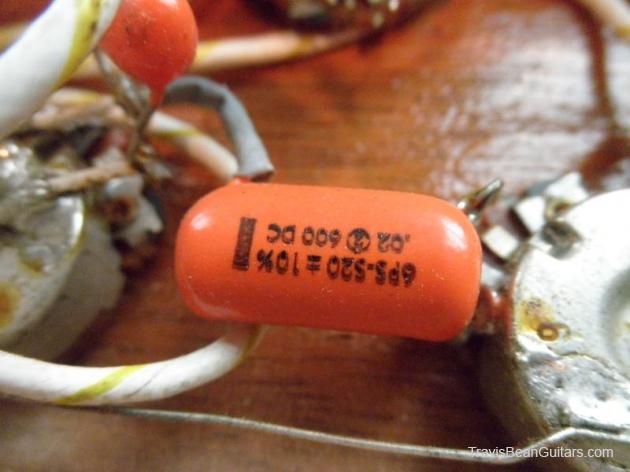 6PS-S20 ± 10%
.02 600 DC
TravisBeanGuitars.com